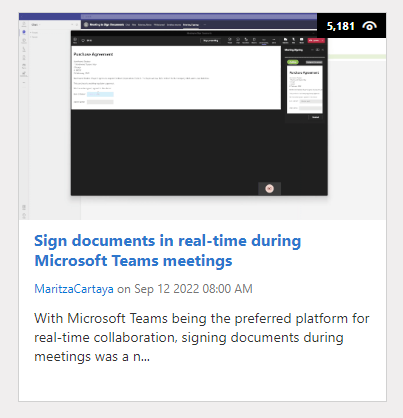 5,181
Purchase Agreement
Sign documents in real-time during
Microsoft Teams meetings
MaritzaCartaya on Sep 12 2022 08:00 AM
With Microsoft Teams being the preferred platform for
real-time collaboration, signing documents during
meetings was a n...